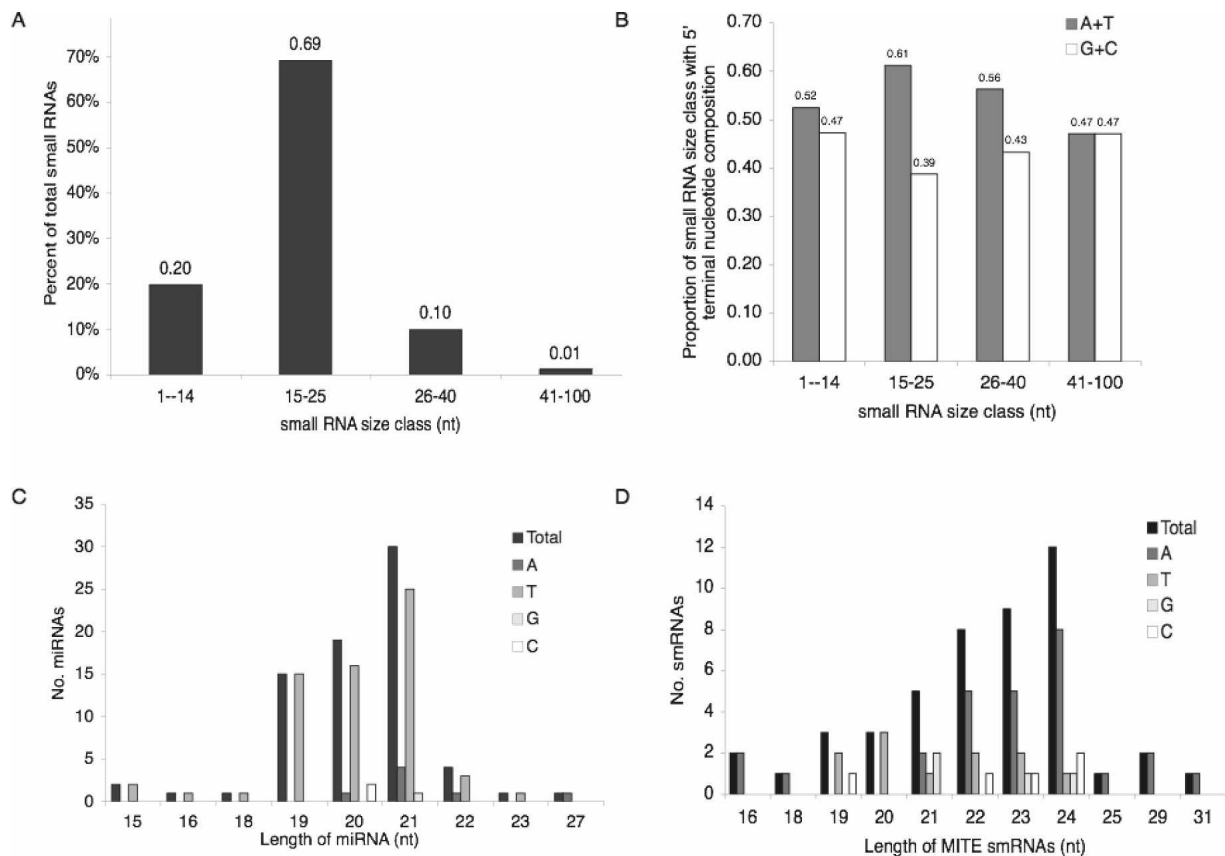 A
Percent of total small RNAs
70%
60%
50%
40%
30%
20%
10%
0%
0.20
0.69
0.10
0.01
1--14
15-25
26-40
41-100
small RNA size class (nt)
B
Proportion of small RNA size class with 5'
terminal nucleotide composition
0.70
0.60
0.50
0.40
0.30
0.20
0.10
0.00
A+T
G+C
0.52
0.47
0.61
0.39
0.56
0.43
0.47
0.47
1--14
15-25
26-40
41-100
small RNA size class (nt)
C
No. miRNAs
35
30
25
20
15
10
5
0
Total
A
T
G
C
15
16
18
19
20
21
22
23
27
Length of miRNA (nt)
D
No. smRNAs
14
12
10
8
6
4
2
0
Total
A
T
G
C
16
18
19
20
21
22
23
24
25
29
31
Length of MITE smRNAs (nt)